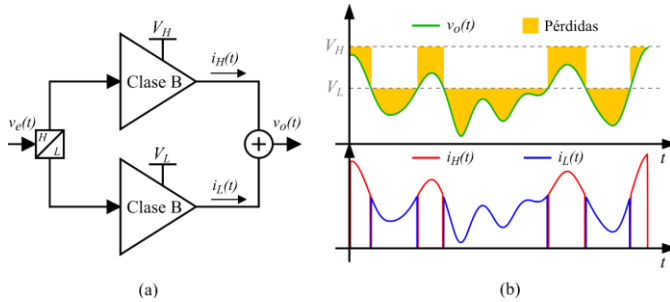 V_H
i_H(t)
Clase B
v_e(t)
H
L
v_o(t)
V_L
i_L(t)
Clase B
(a)
v_o(t)
Pérdidas
V_H
V_L
t
i_H(t)
i_L(t)
t
(b)